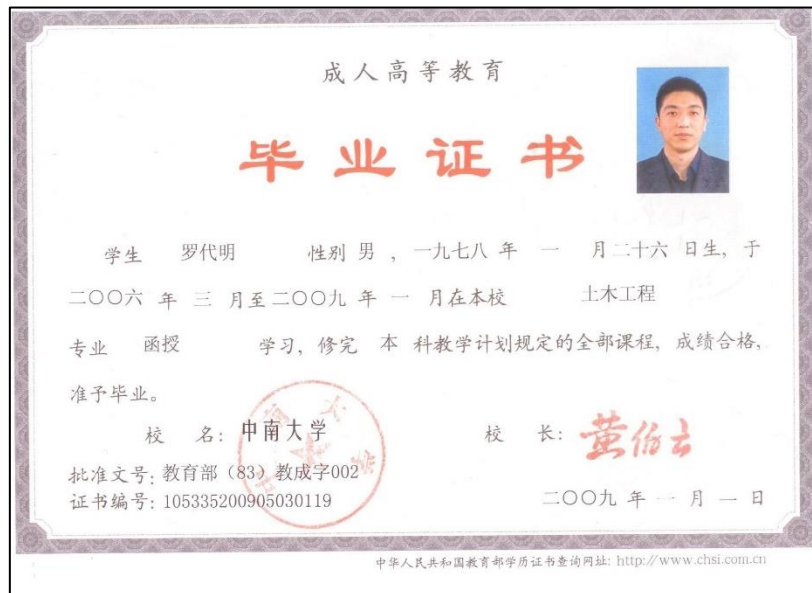 成人高等教育
毕业证书
学生 罗代明 性别 男 ，一九七八 年 一 月二十六 日生，于
二〇〇六 年 三 月至二〇〇九 年 一 月在本校 土木工程
专业 函授 学习，修完 本 科教学计划规定的全部课程，成绩合格，
准予毕业。
校 名：中南大学 校 长：黄伯云
中南大学
批准文号：教育部（83）教成字002
证书编号：105335200905030119 二〇〇九 年 一 月 一 日
中华人民共和国教育部学历证书查询网址：http://www.chsi.com.cn